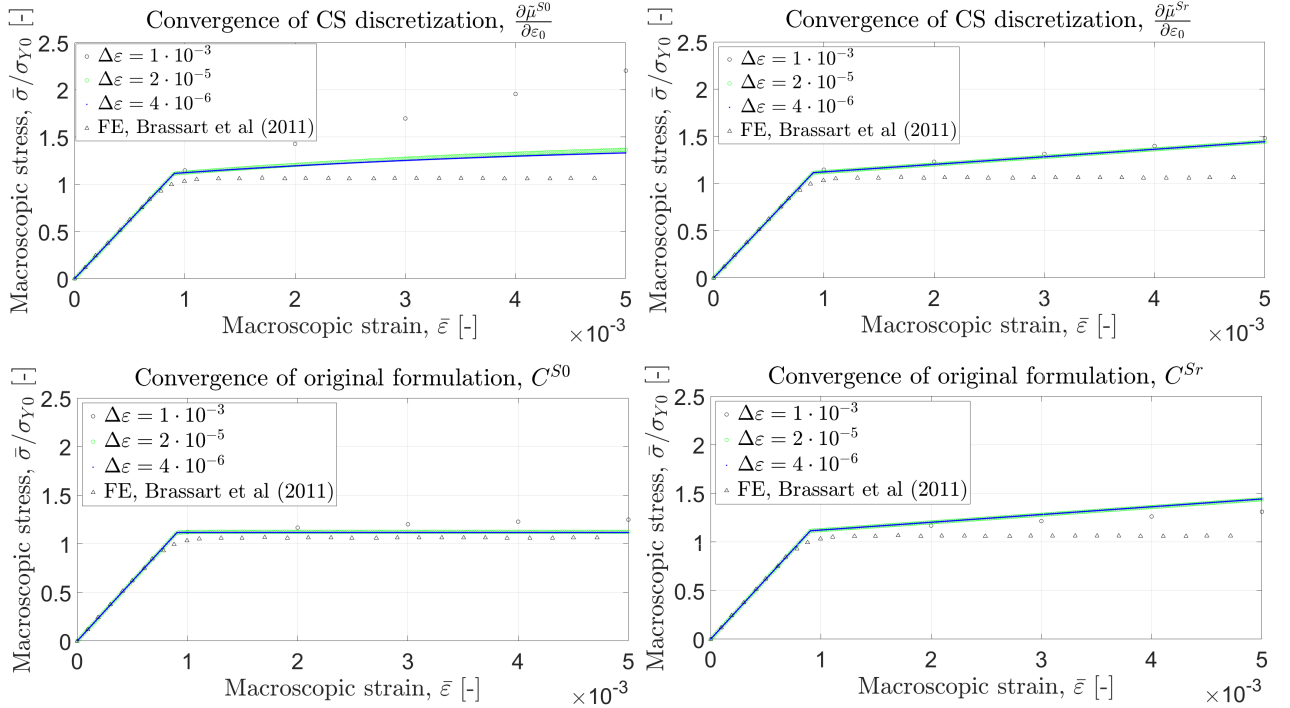 Convergence of CS discretization, ∂μ̃^{S0}/∂ε₀
Macroscopic stress, σ̄/σ_{Y0} [-]
2.5
2
1.5
1
0.5
0
Δε = 1 · 10⁻³
Δε = 2 · 10⁻⁵
Δε = 4 · 10⁻⁶
FE, Brassart et al (2011)
0 1 2 3 4 5
Macroscopic strain, ε̄ [-]
×10⁻³
Convergence of CS discretization, ∂μ̃^{Sr}/∂ε₀
Macroscopic stress, σ̄/σ_{Y0} [-]
2.5
2
1.5
1
0.5
0
Δε = 1 · 10⁻³
Δε = 2 · 10⁻⁵
Δε = 4 · 10⁻⁶
FE, Brassart et al (2011)
0 1 2 3 4 5
Macroscopic strain, ε̄ [-]
×10⁻³
Convergence of original formulation, C^{S0}
Macroscopic stress, σ̄/σ_{Y0} [-]
2.5
2
1.5
1
0.5
0
Δε = 1 · 10⁻³
Δε = 2 · 10⁻⁵
Δε = 4 · 10⁻⁶
FE, Brassart et al (2011)
0 1 2 3 4 5
Macroscopic strain, ε̄ [-]
×10⁻³
Convergence of original formulation, C^{Sr}
Macroscopic stress, σ̄/σ_{Y0} [-]
2.5
2
1.5
1
0.5
0
Δε = 1 · 10⁻³
Δε = 2 · 10⁻⁵
Δε = 4 · 10⁻⁶
FE, Brassart et al (2011)
0 1 2 3 4 5
Macroscopic strain, ε̄ [-]
×10⁻³